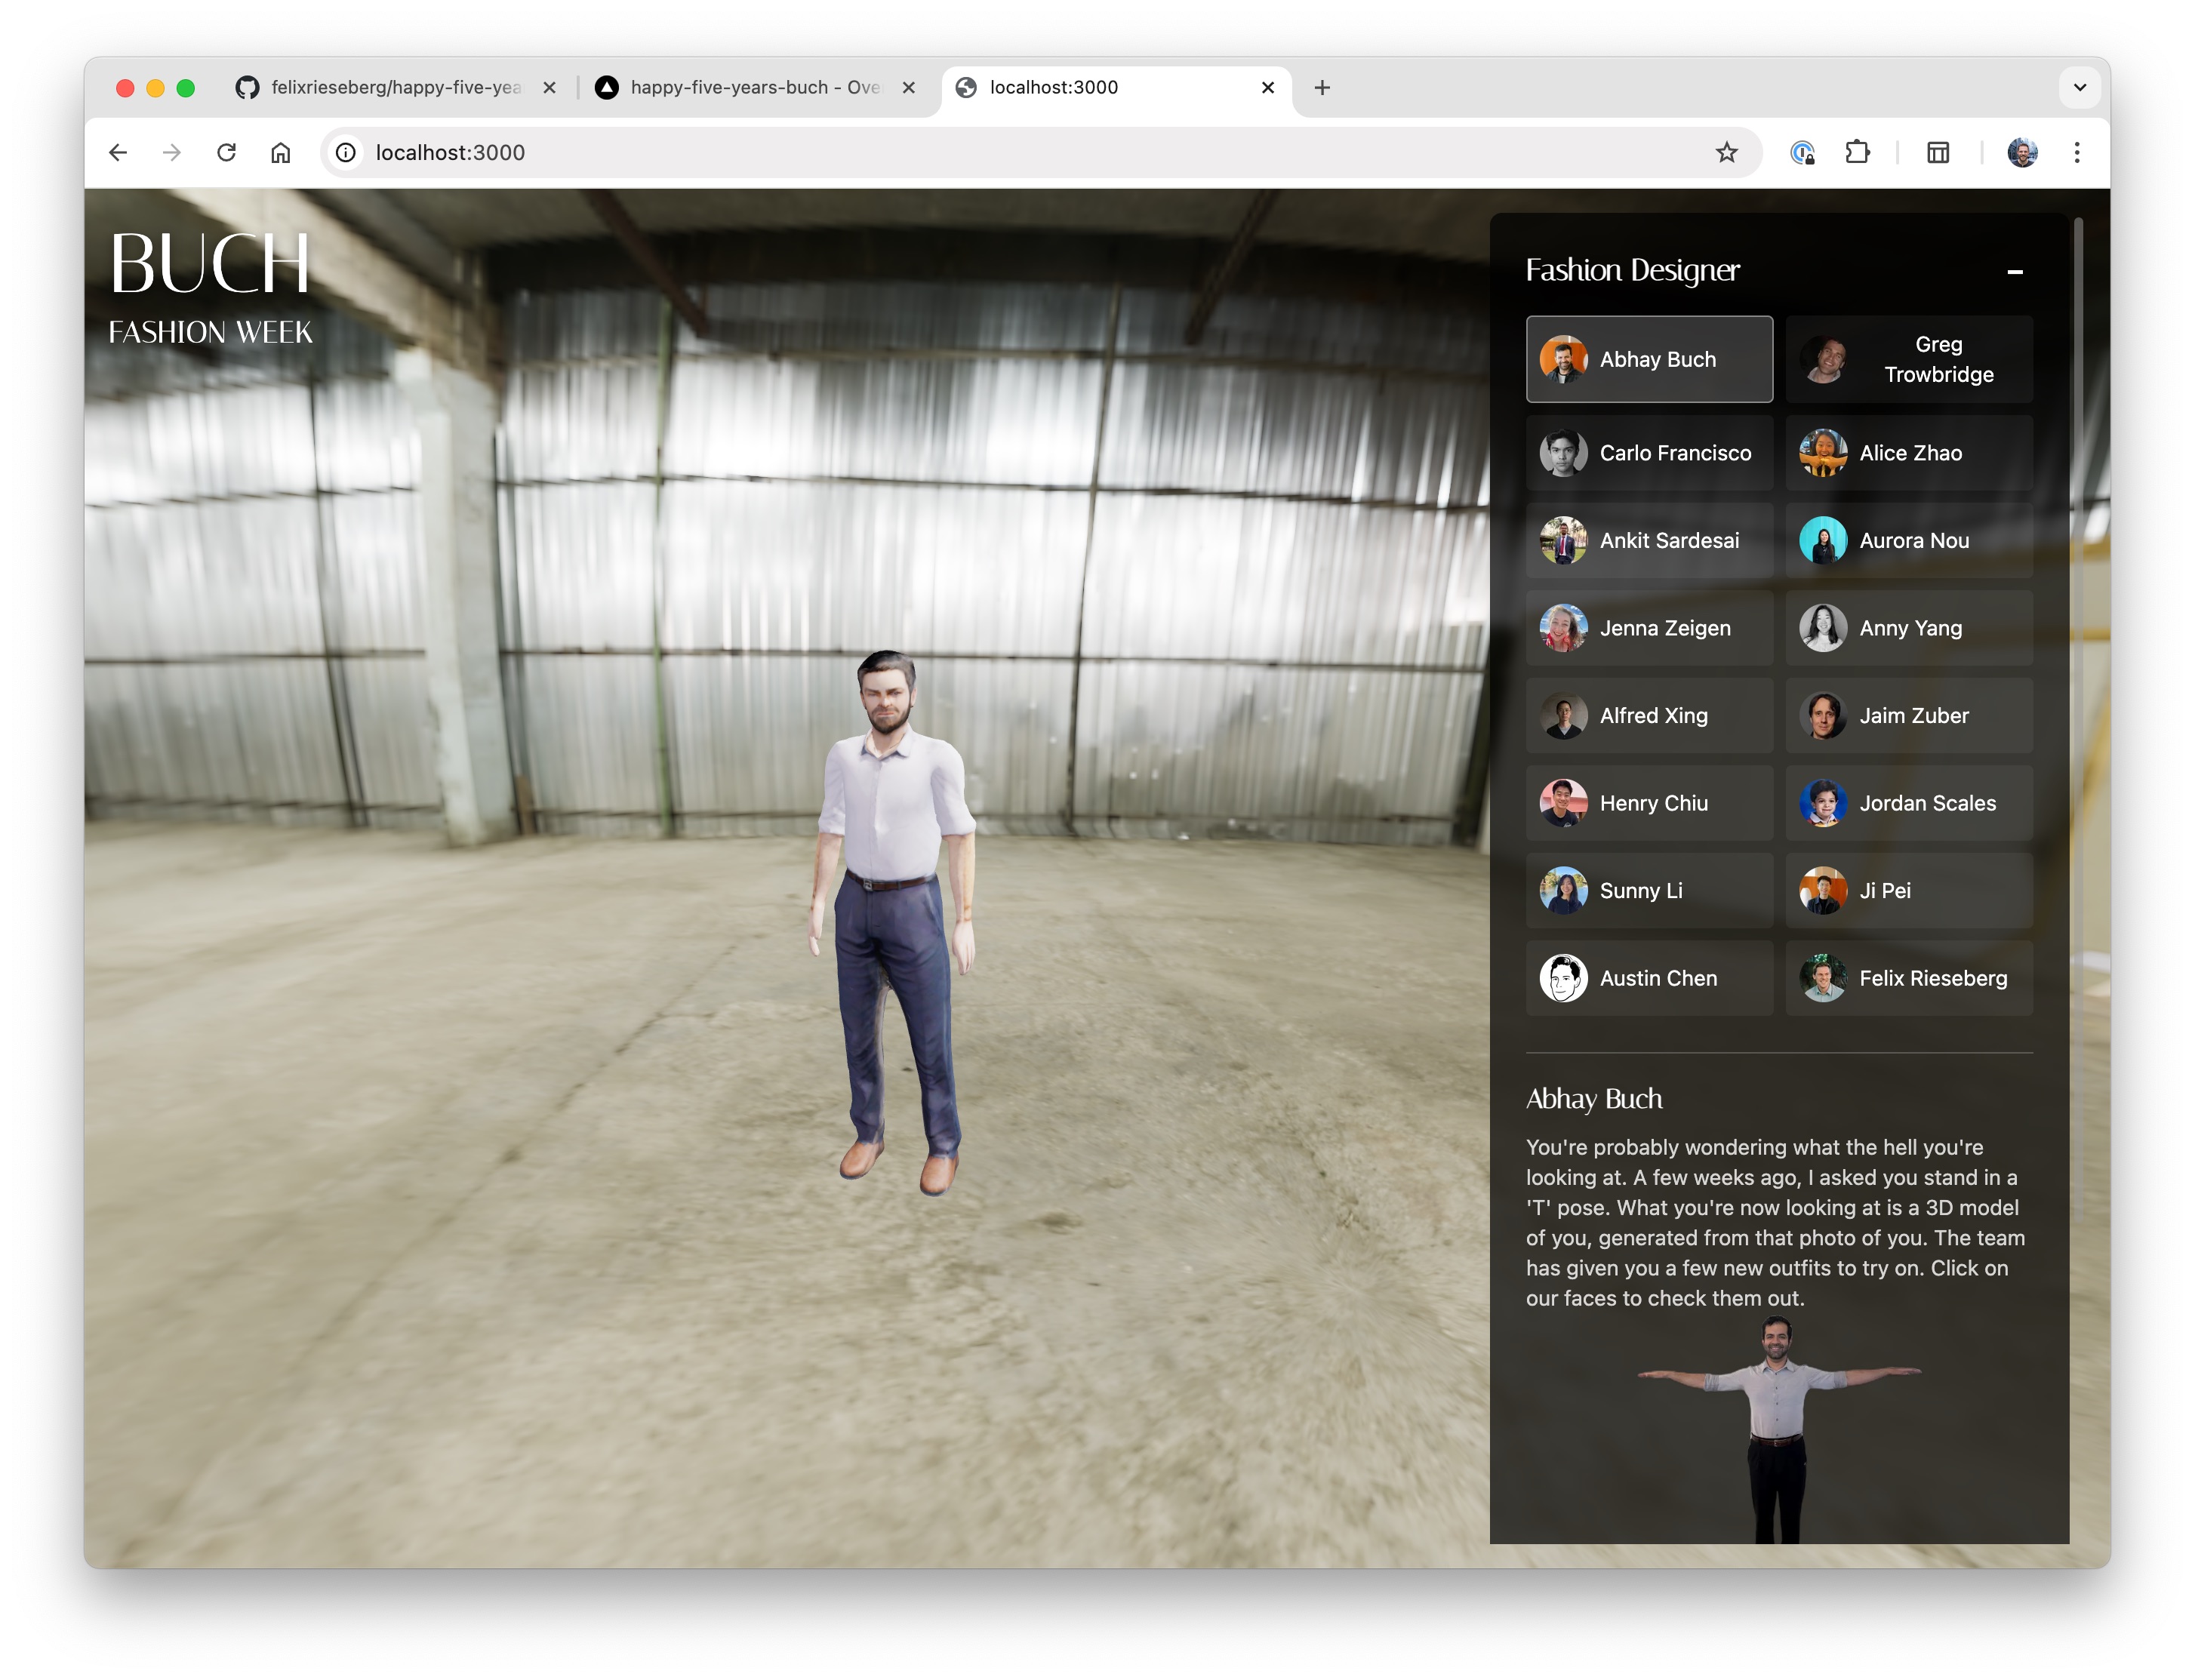 felixrieseberg/happy-five-yea
happy-five-years-buch - Ove
localhost:3000
localhost:3000
BUCH
FASHION WEEK
Fashion Designer
Abhay Buch
Greg
Trowbridge
Carlo Francisco
Alice Zhao
Ankit Sardesai
Aurora Nou
Jenna Zeigen
Anny Yang
Alfred Xing
Jaim Zuber
Henry Chiu
Jordan Scales
Sunny Li
Ji Pei
Austin Chen
Felix Rieseberg
Abhay Buch
You're probably wondering what the hell you're
looking at. A few weeks ago, I asked you stand in a
'T' pose. What you're now looking at is a 3D model
of you, generated from that photo of you. The team
has given you a few new outfits to try on. Click on
our faces to check them out.